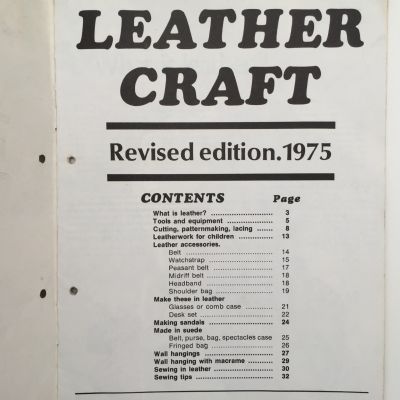 LEATHER
CRAFT
Revised edition.1975
CONTENTS Page
What is leather? ............................ 3
Tools and equipment ..................... 5
Cutting, patternmaking, lacing ....... 8
Leatherwork for children ............... 13
Leather accessories.
Belt ........................................ 14
Watchstrap .............................. 15
Peasant belt ............................ 17
Midriff belt .............................. 18
Headband ............................... 18
Shoulder bag ........................... 19
Make these in leather
Glasses or comb case ............. 21
Desk set ................................. 22
Making sandals ............................ 24
Made in suede
Belt, purse, bag, spectacles case 25
Fringed bag ............................ 26
Wall hangings .............................. 27
Wall hanging with macrame .......... 29
Sewing in leather ......................... 30
Sewing tips ................................. 32